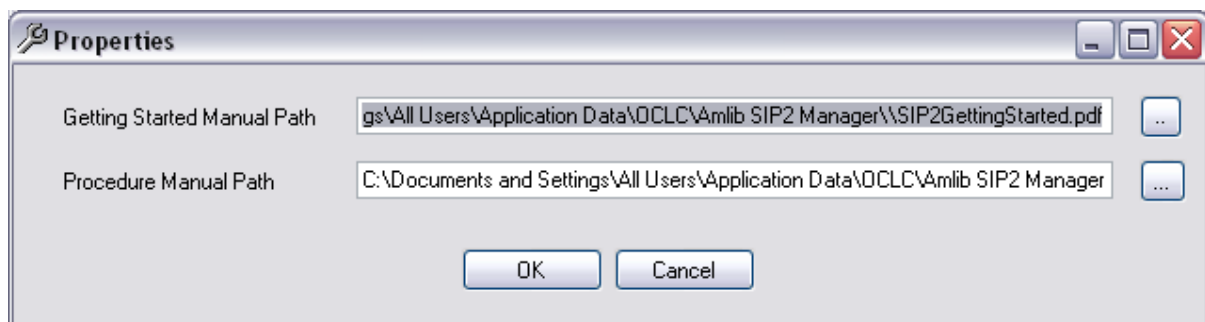 Properties
Getting Started Manual Path gs\All Users\Application Data\OCLC\Amlib SIP2 Manager\\SIP2GettingStarted.pdf ..
Procedure Manual Path C:\Documents and Settings\All Users\Application Data\OCLC\Amlib SIP2 Manager ...
OK Cancel